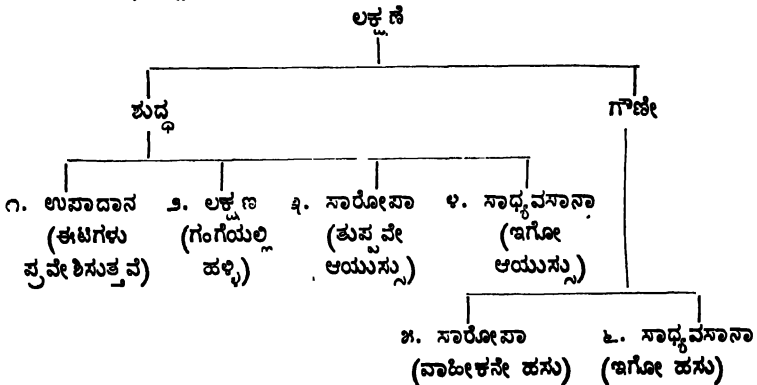 ಲಕ್ಷಣೆ
ಶುದ್ಧ ಗೌಣೀ
೧. ಉಪಾದಾನ ೨. ಲಕ್ಷಣ ೩. ಸಾರೋಪಾ ೪. ಸಾಧ್ಯವಸಾನಾ
(ಈಟಿಗಳು (ಗಂಗೆಯಲ್ಲಿ (ತುಪ್ಪವೇ (ಇಗೋ
ಪ್ರವೇಶಿಸುತ್ತವೆ) ಹಳ್ಳಿ) ಆಯುಸ್ಸು) ಆಯುಸ್ಸು)
೫. ಸಾರೋಪಾ ೬. ಸಾಧ್ಯವಸಾನಾ
(ವಾಹೀಕನೇ ಹಸು) (ಇಗೋ ಹಸು)